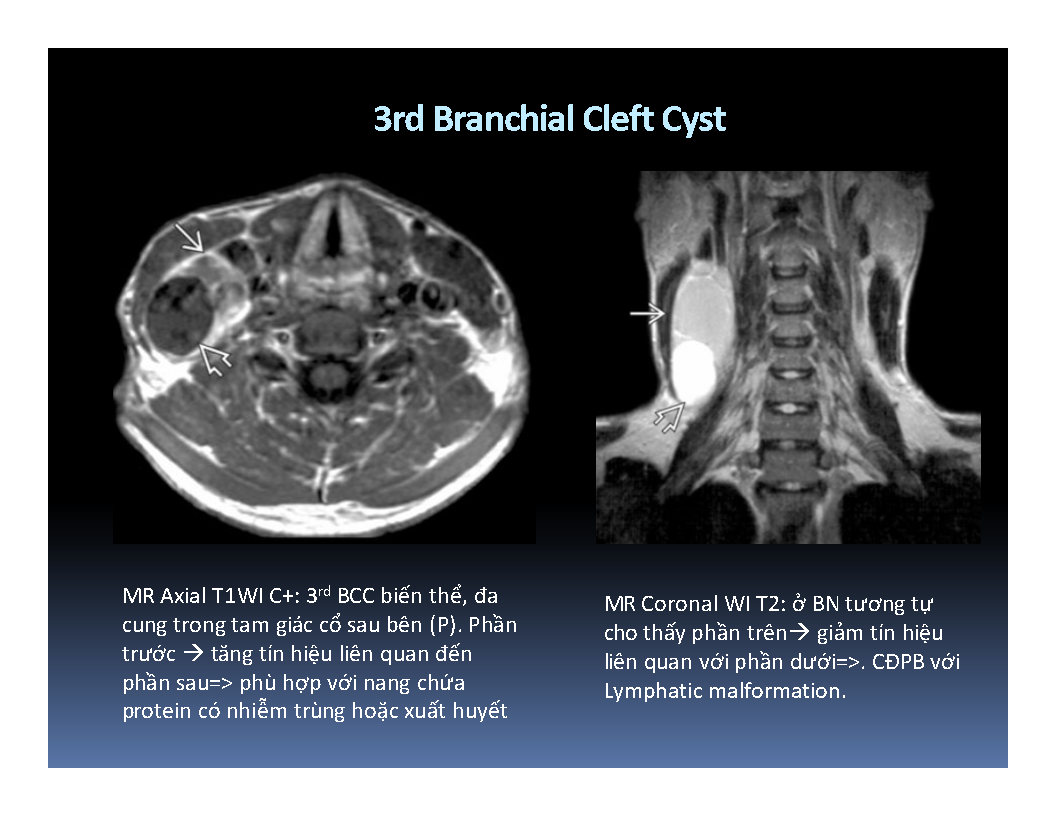 3rd Branchial Cleft Cyst
MR Axial T1WI C+: 3rd BCC biến thể, đa
cung trong tam giác cổ sau bên (P). Phần
trước → tăng tín hiệu liên quan đến
phần sau=> phù hợp với nang chứa
protein có nhiễm trùng hoặc xuất huyết
MR Coronal WI T2: ở BN tương tự
cho thấy phần trên→ giảm tín hiệu
liên quan với phần dưới=>. CĐPB với
Lymphatic malformation.